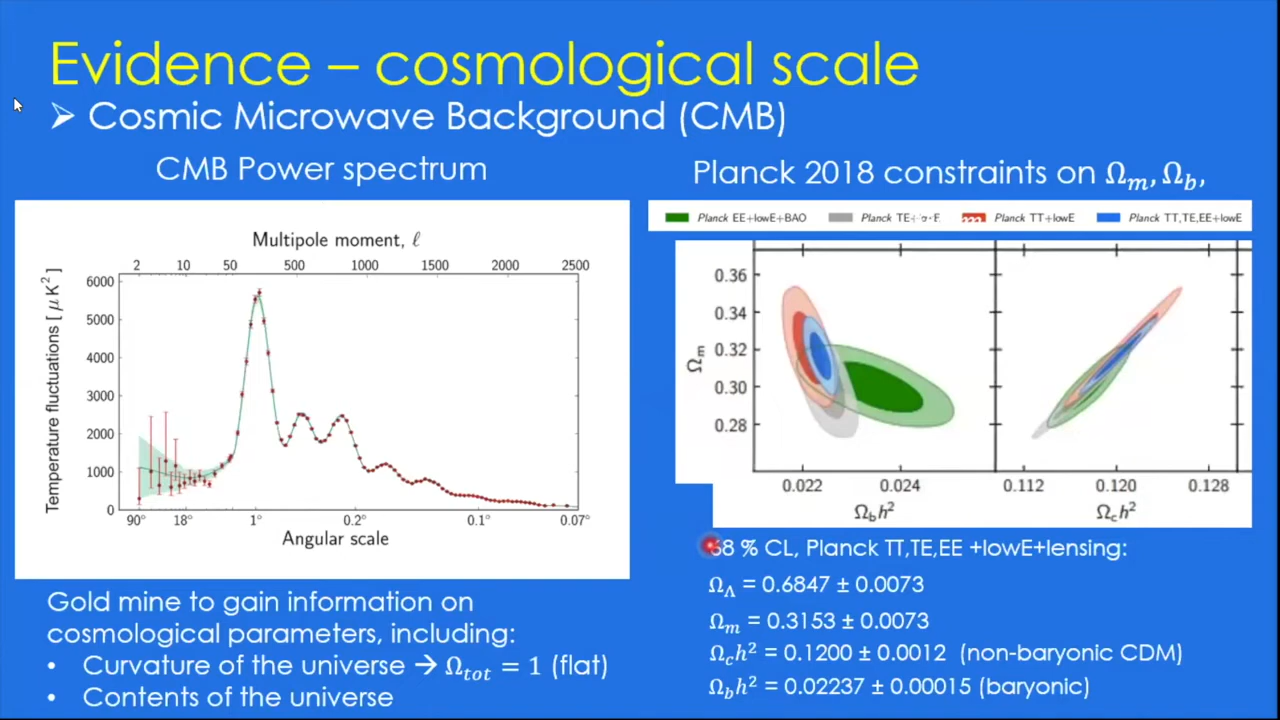 Evidence – cosmological scale
➢ Cosmic Microwave Background (CMB)
CMB Power spectrum
Planck 2018 constraints on Ωm, Ωb,
Multipole moment, ℓ
2 10 50 500 1000 1500 2000 2500
Temperature fluctuations [ μ K² ]
6000
5000
4000
3000
2000
1000
0
90° 18° 1° 0.2° 0.1° 0.07°
Angular scale
Planck EE+lowE+BAO Planck TE+ Planck TT+lowE Planck TT,TE,EE+lowE
Ωm
0.36
0.34
0.32
0.30
0.28
0.022 0.024 0.112 0.120 0.128
Ωbh² Ωch²
Gold mine to gain information on
cosmological parameters, including:
• Curvature of the universe → Ωtot = 1 (flat)
• Contents of the universe
68 % CL, Planck TT,TE,EE +lowE+lensing:
ΩΛ = 0.6847 ± 0.0073
Ωm = 0.3153 ± 0.0073
Ωch² = 0.1200 ± 0.0012 (non-baryonic CDM)
Ωbh² = 0.02237 ± 0.00015 (baryonic)